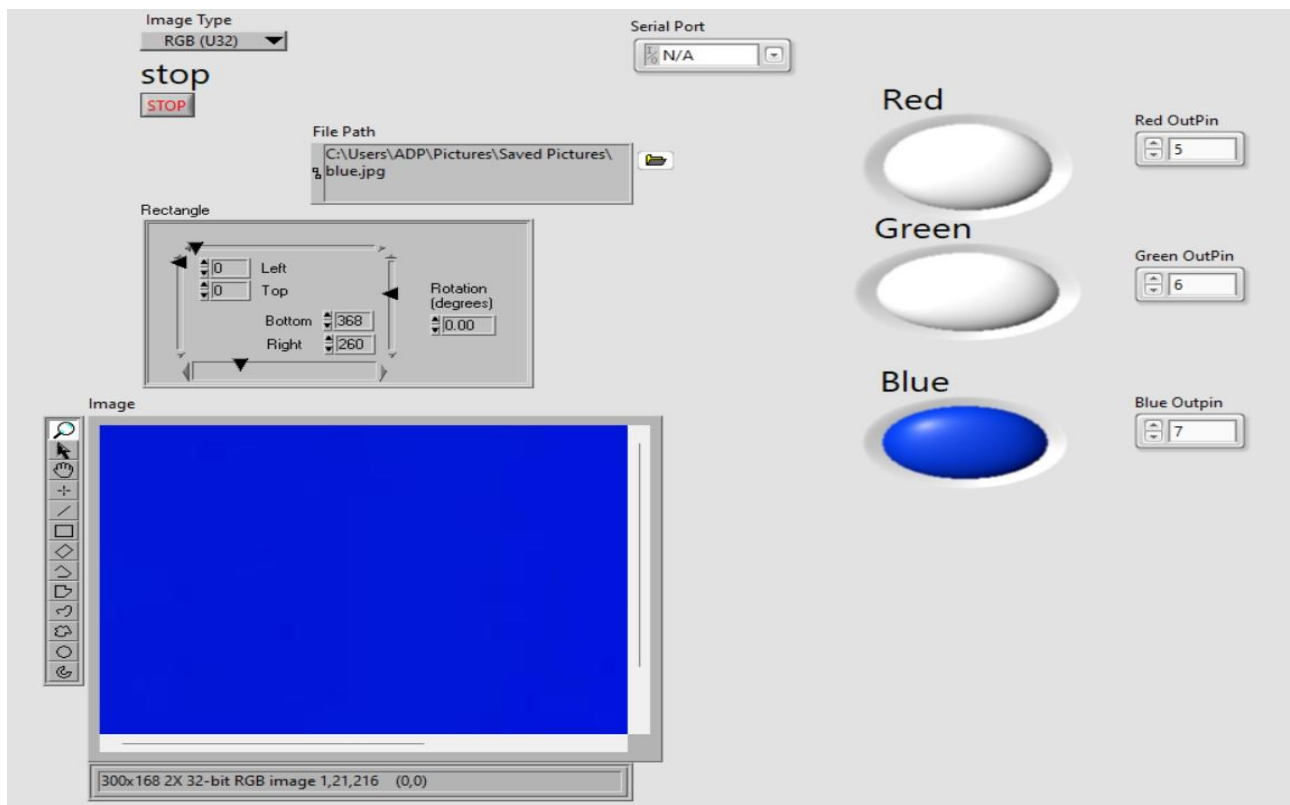 Image Type
RGB (U32)
stop
STOP
Serial Port
N/A
File Path
C:\Users\ADP\Pictures\Saved Pictures\
blue.jpg
Rectangle
0 Left
0 Top
Bottom 368
Right 260
Rotation
(degrees)
0.00
Image
300x168 2X 32-bit RGB image 1,21,216 (0,0)
Red
Red OutPin
5
Green
Green OutPin
6
Blue
Blue Outpin
7